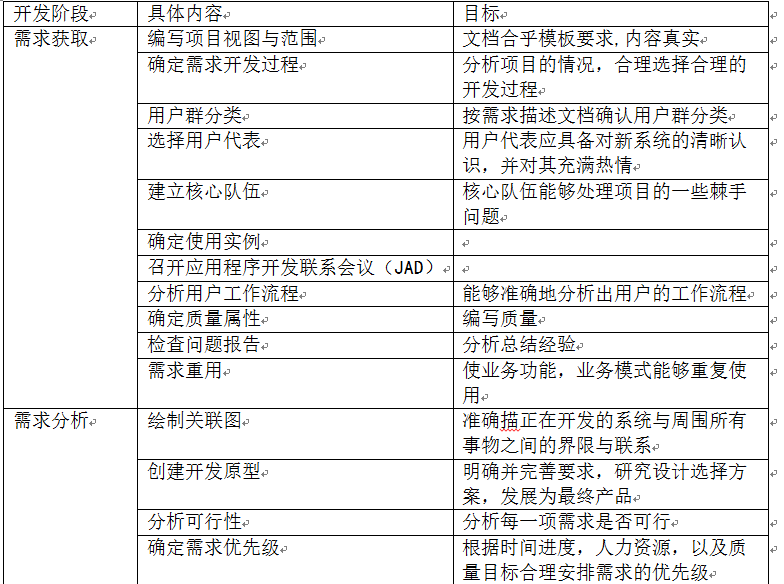 开发阶段 具体内容 目标
需求获取 编写项目视图与范围 文档合乎模板要求,内容真实
确定需求开发过程 分析项目的情况，合理选择合理的
开发过程
用户群分类 按需求描述文档确认用户群分类
选择用户代表 用户代表应具备对新系统的清晰认
识，并对其充满热情
建立核心队伍 核心队伍能够处理项目的一些棘手
问题
确定使用实例
召开应用程序开发联系会议（JAD）
分析用户工作流程 能够准确地分析出用户的工作流程
确定质量属性 编写质量
检查问题报告 分析总结经验
需求重用 使业务功能，业务模式能够重复使
用
需求分析 绘制关联图 准确描正在开发的系统与周围所有
事物之间的界限与联系
创建开发原型 明确并完善要求，研究设计选择方
案，发展为最终产品
分析可行性 分析每一项需求是否可行
确定需求优先级 根据时间进度，人力资源，以及质
量目标合理安排需求的优先级